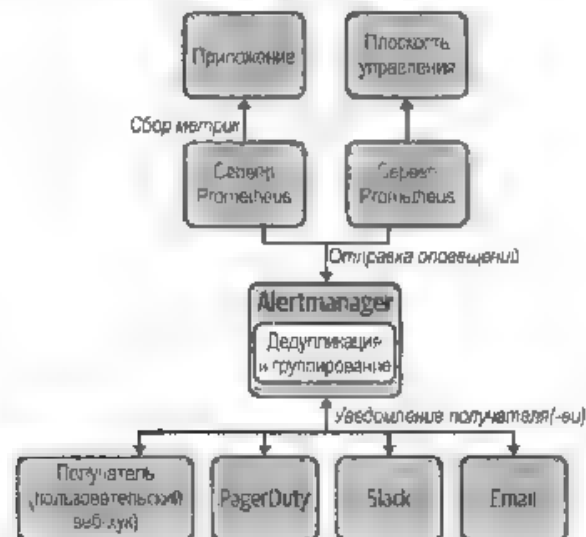 Приложение
Плоскость
управления
Сбор метрик
Сервер
Prometheus
Сервер
Prometheus
Отправка оповещений
Alertmanager
Дедупликация
и группирование
Уведомление получателя(-ей)
Получатель
(пользовательский
веб-хук)
PagerDuty
Slack
Email